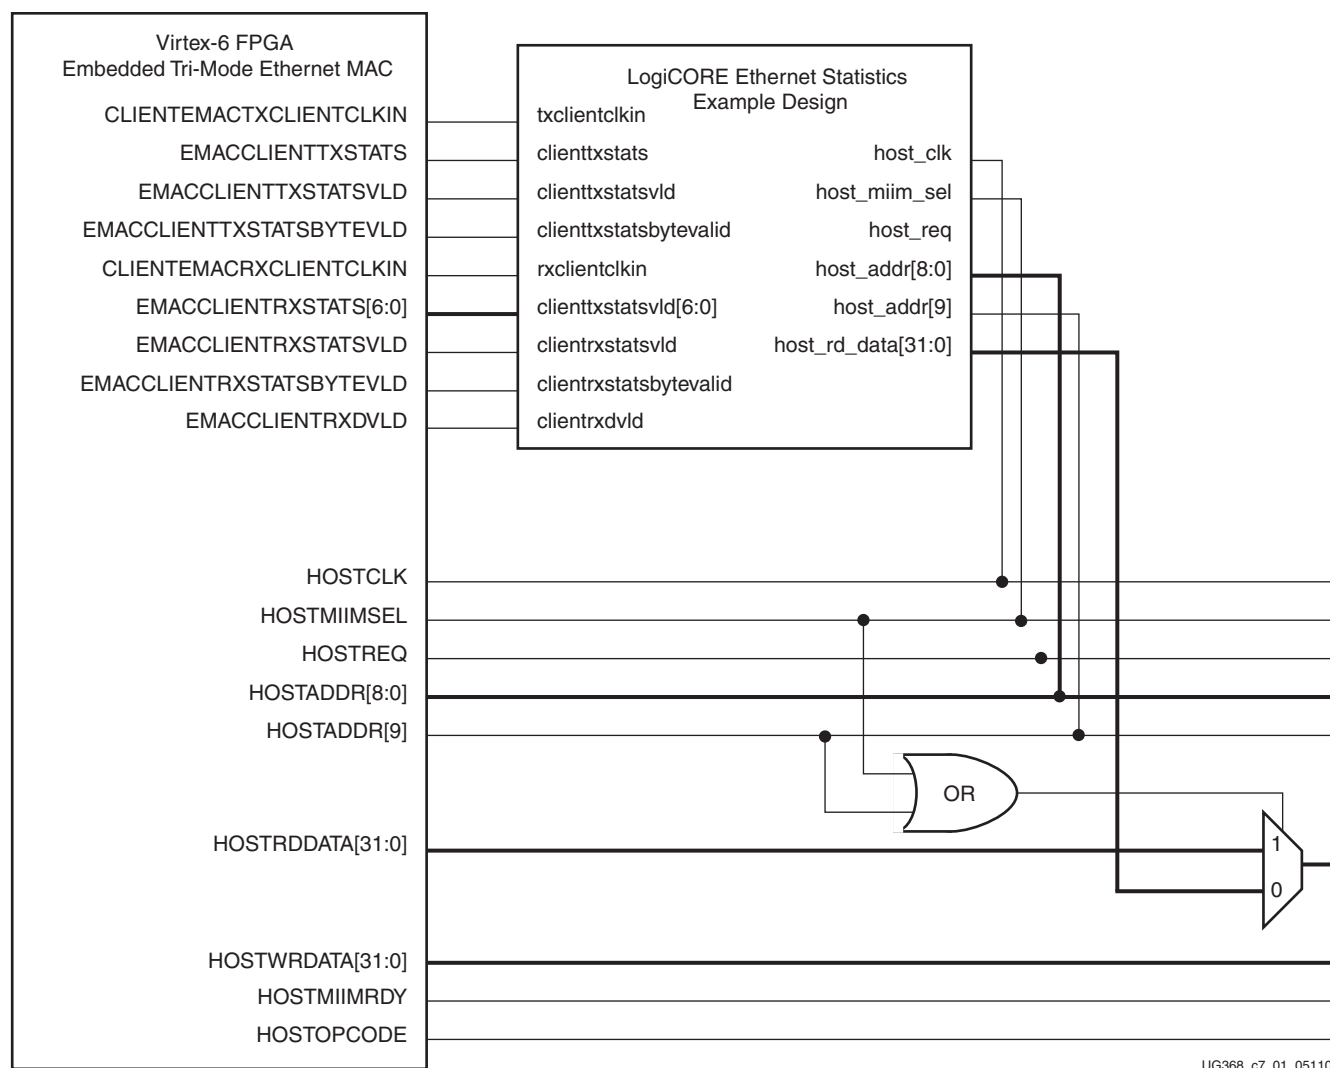 Virtex-6 FPGA
Embedded Tri-Mode Ethernet MAC
CLIENTEMACTXCLIENTCLKIN
EMACCLIENTTXSTATS
EMACCLIENTTXSTATSVLD
EMACCLIENTTXSTATSBYTEVLD
CLIENTEMACRXCLIENTCLKIN
EMACCLIENTRXSTATS[6:0]
EMACCLIENTRXSTATSVLD
EMACCLIENTRXSTATSBYTEVLD
EMACCLIENTRXDVLD
HOSTCLK
HOSTMIIMSEL
HOSTREQ
HOSTADDR[8:0]
HOSTADDR[9]
HOSTRDDATA[31:0]
HOSTWRDATA[31:0]
HOSTMIIMRDY
HOSTOPCODE
LogiCORE Ethernet Statistics
Example Design
txclientclkin
clienttxstats
clienttxstatsvld
clienttxstatsbytevalid
rxclientclkin
clienttxstatsvld[6:0]
clientrxstatsvld
clientrxstatsbytevalid
clientrxdvld
host_clk
host_miim_sel
host_req
host_addr[8:0]
host_addr[9]
host_rd_data[31:0]
OR
1
0
UG368_c7_01_05110